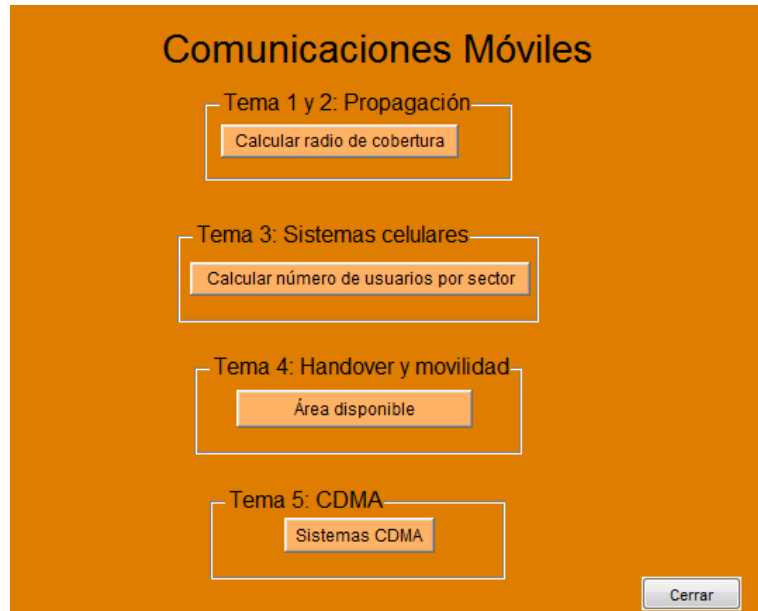 Comunicaciones Móviles
Tema 1 y 2: Propagación
Calcular radio de cobertura
Tema 3: Sistemas celulares
Calcular número de usuarios por sector
Tema 4: Handover y movilidad
Área disponible
Tema 5: CDMA
Sistemas CDMA
Cerrar